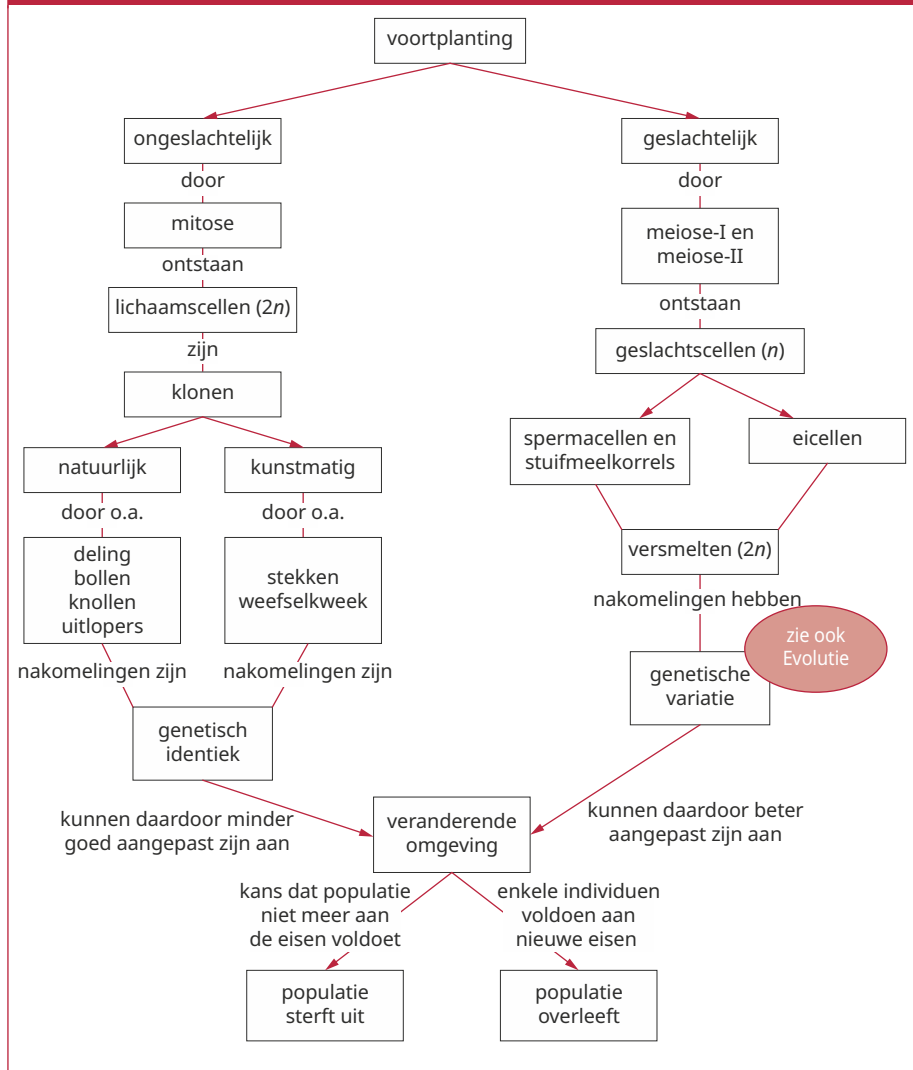 voortplanting
ongeslachtelijk
geslachtelijk
door
door
mitose
meiose-I en
meiose-II
ontstaan
ontstaan
lichaamscellen (2n)
geslachtscellen (n)
zijn
klonen
spermacellen en
stuifmeelkorrels
eicellen
natuurlijk
kunstmatig
door o.a.
door o.a.
deling
bollen
knollen
uitlopers
stekken
weefselkweek
versmelten (2n)
nakomelingen hebben
zie ook
Evolutie
nakomelingen zijn
nakomelingen zijn
genetische
variatie
genetisch
identiek
kunnen daardoor minder
goed aangepast zijn aan
veranderende
omgeving
kunnen daardoor beter
aangepast zijn aan
kans dat populatie
niet meer aan
de eisen voldoet
enkele individuen
voldoen aan
nieuwe eisen
populatie
sterft uit
populatie
overleeft